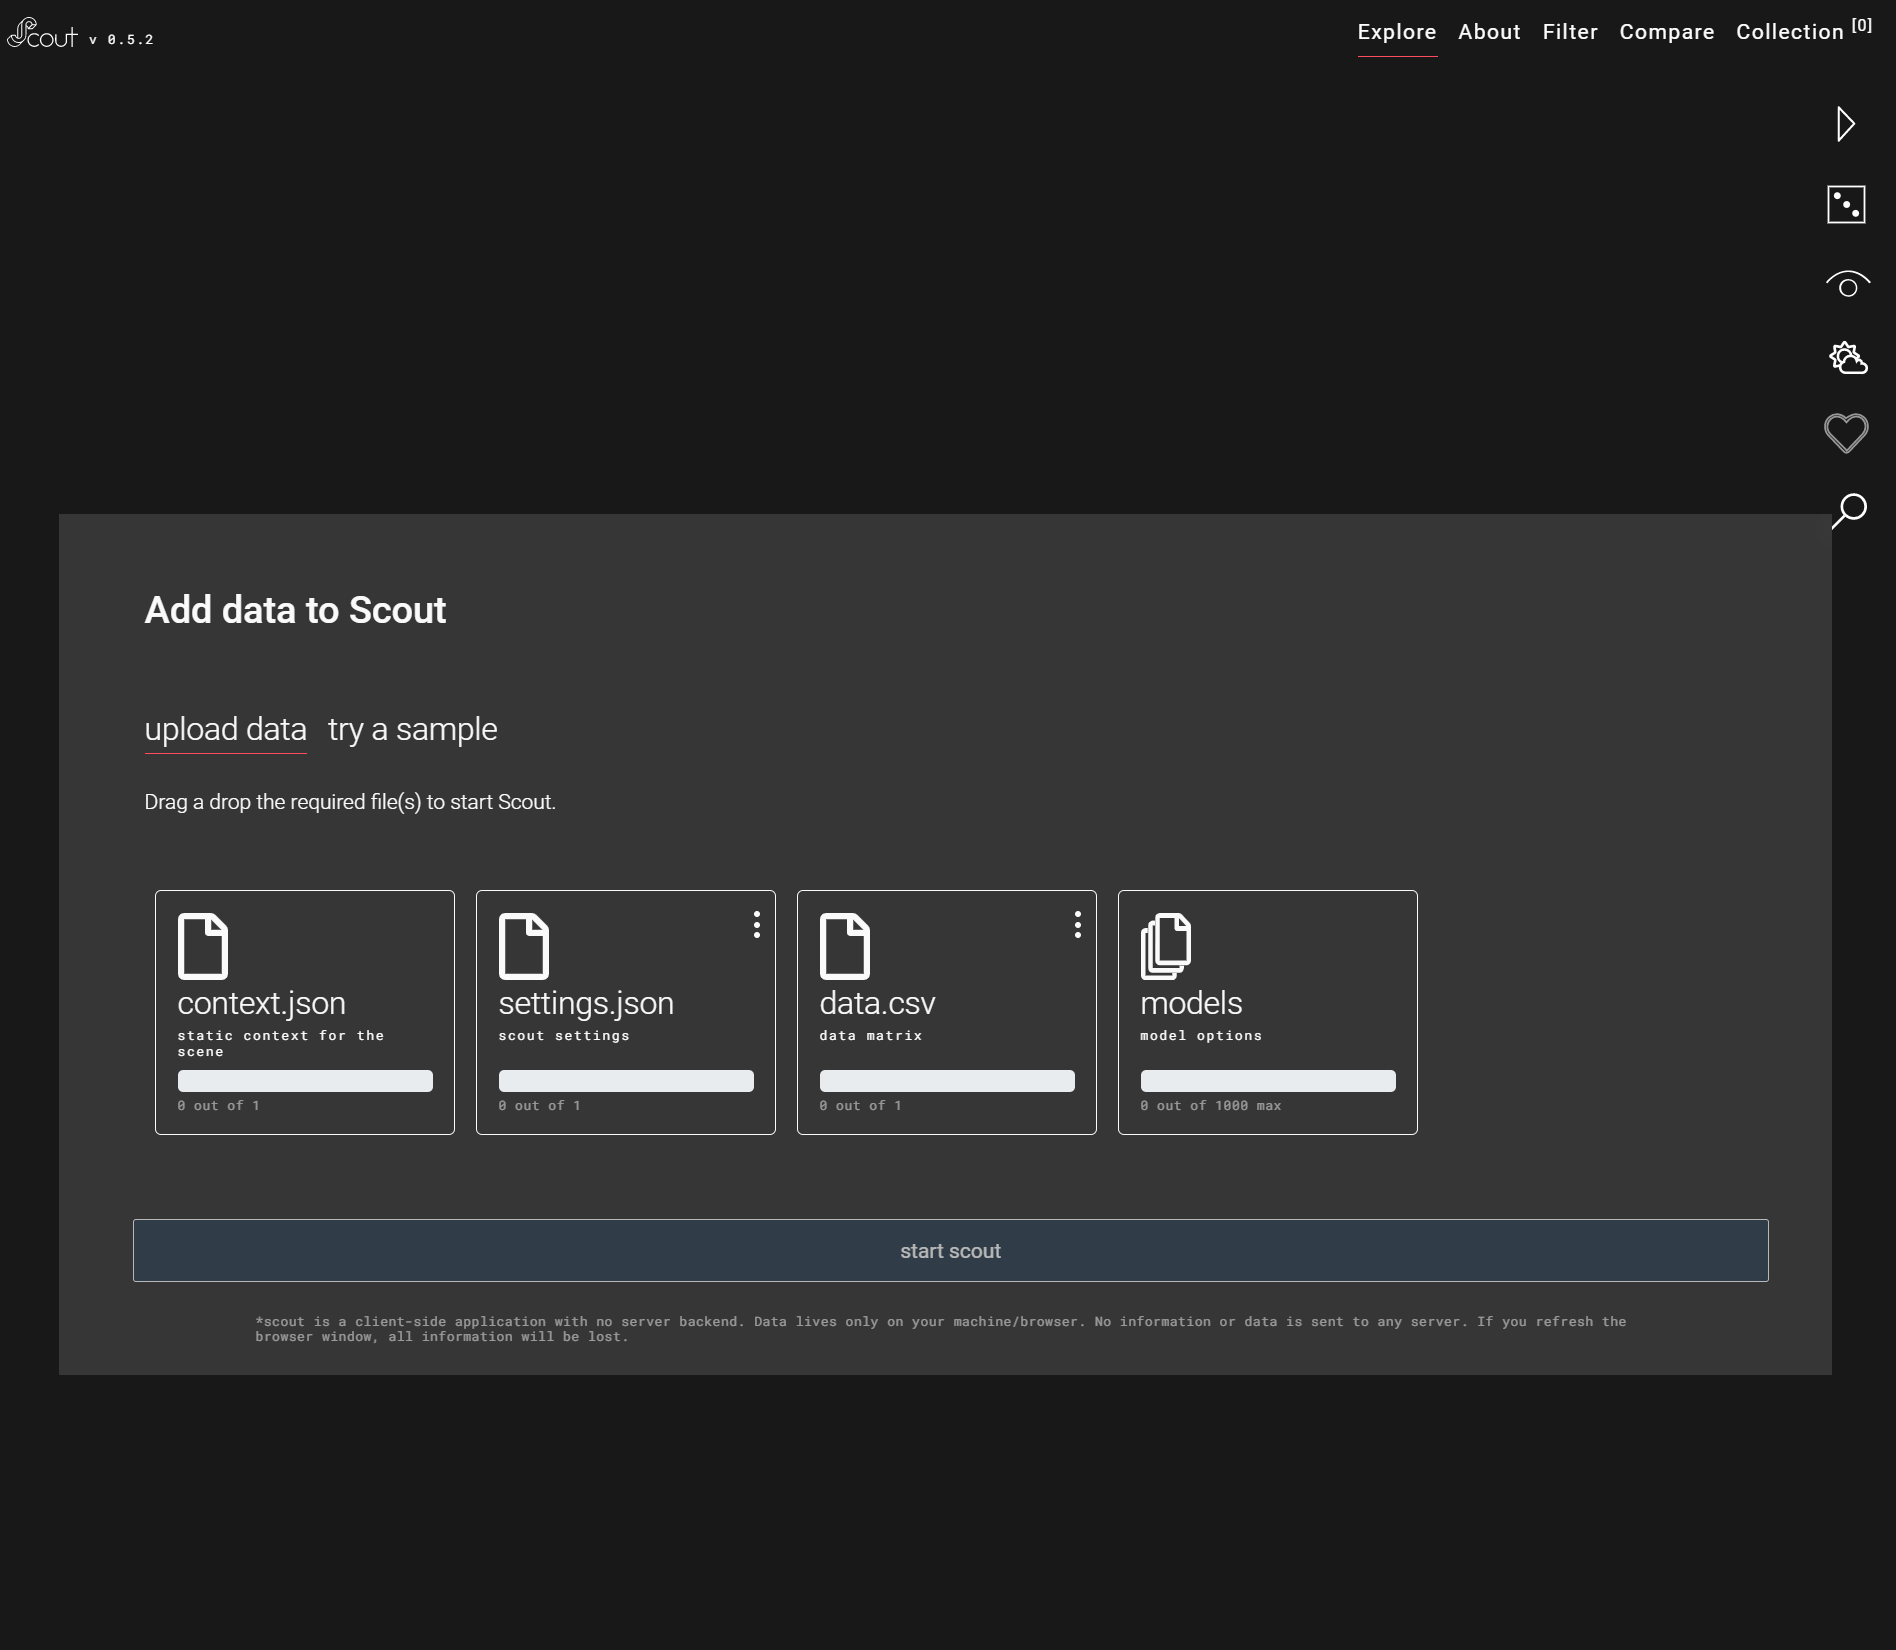 Scout v 0.5.2
Explore About Filter Compare Collection [0]
Add data to Scout
upload data try a sample
Drag a drop the required file(s) to start Scout.
context.json
static context for the
scene
0 out of 1
settings.json
scout settings
0 out of 1
data.csv
data matrix
0 out of 1
models
model options
0 out of 1000 max
start scout
*scout is a client-side application with no server backend. Data lives only on your machine/browser. No information or data is sent to any server. If you refresh the
browser window, all information will be lost.